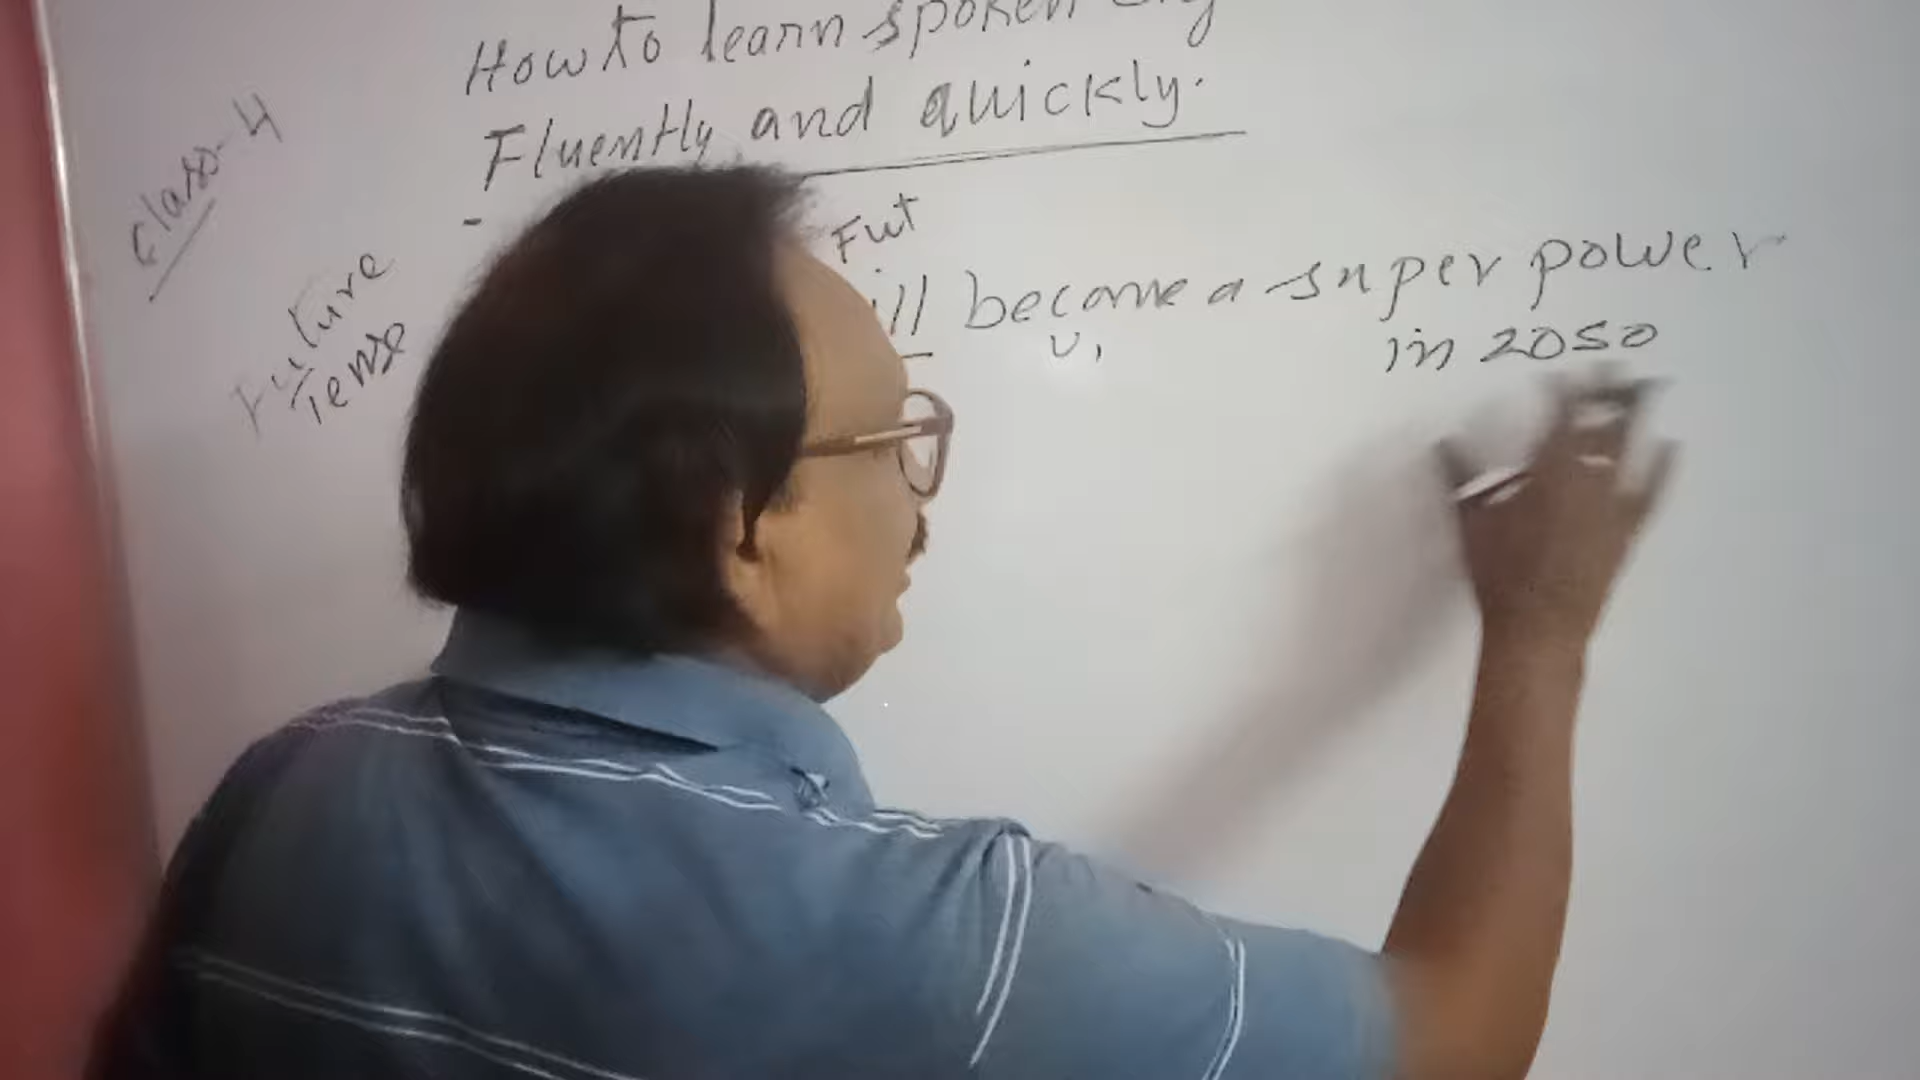 How to learn spoken
Fluently and quickly.
Class-4
Future
Tense
Fut
ill become a super power
V1
in 2050